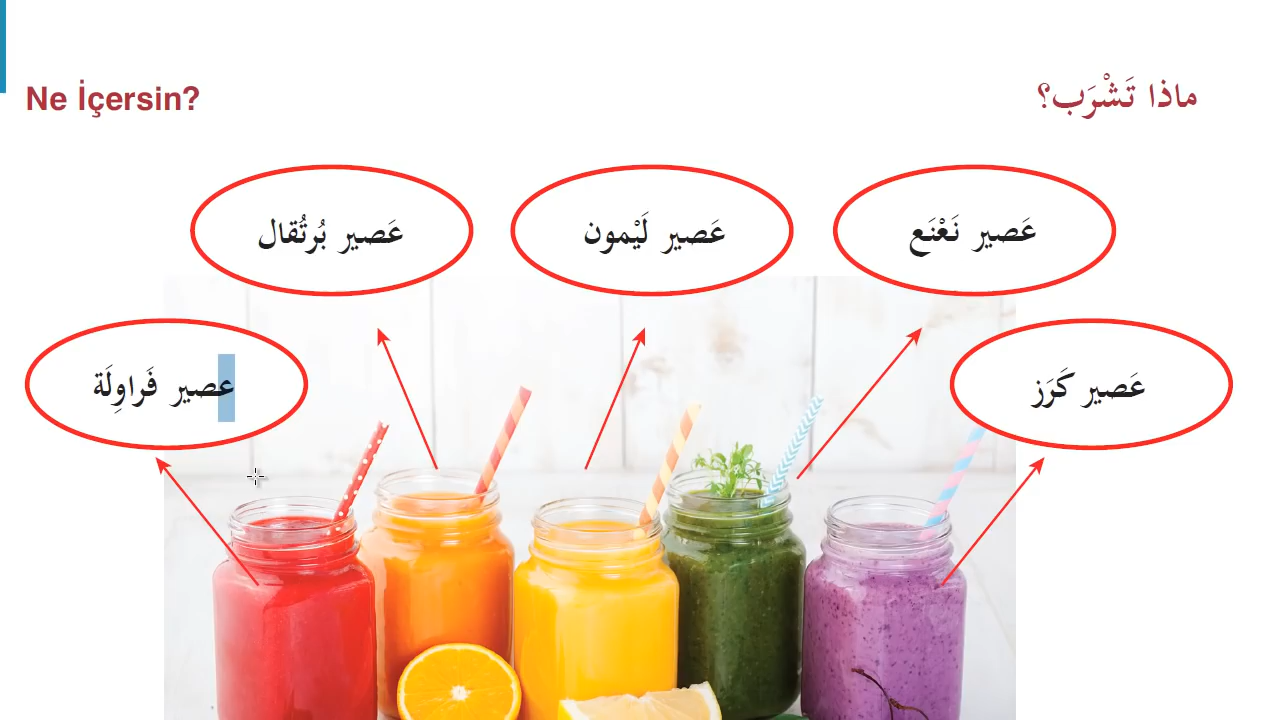 Ne İçersin?
ماذا تَشْرَب؟
عَصير بُرتُقال
عَصير لَيْمون
عَصير نَعْنَع
عصير فَراوِلَة
عَصير كَرَز